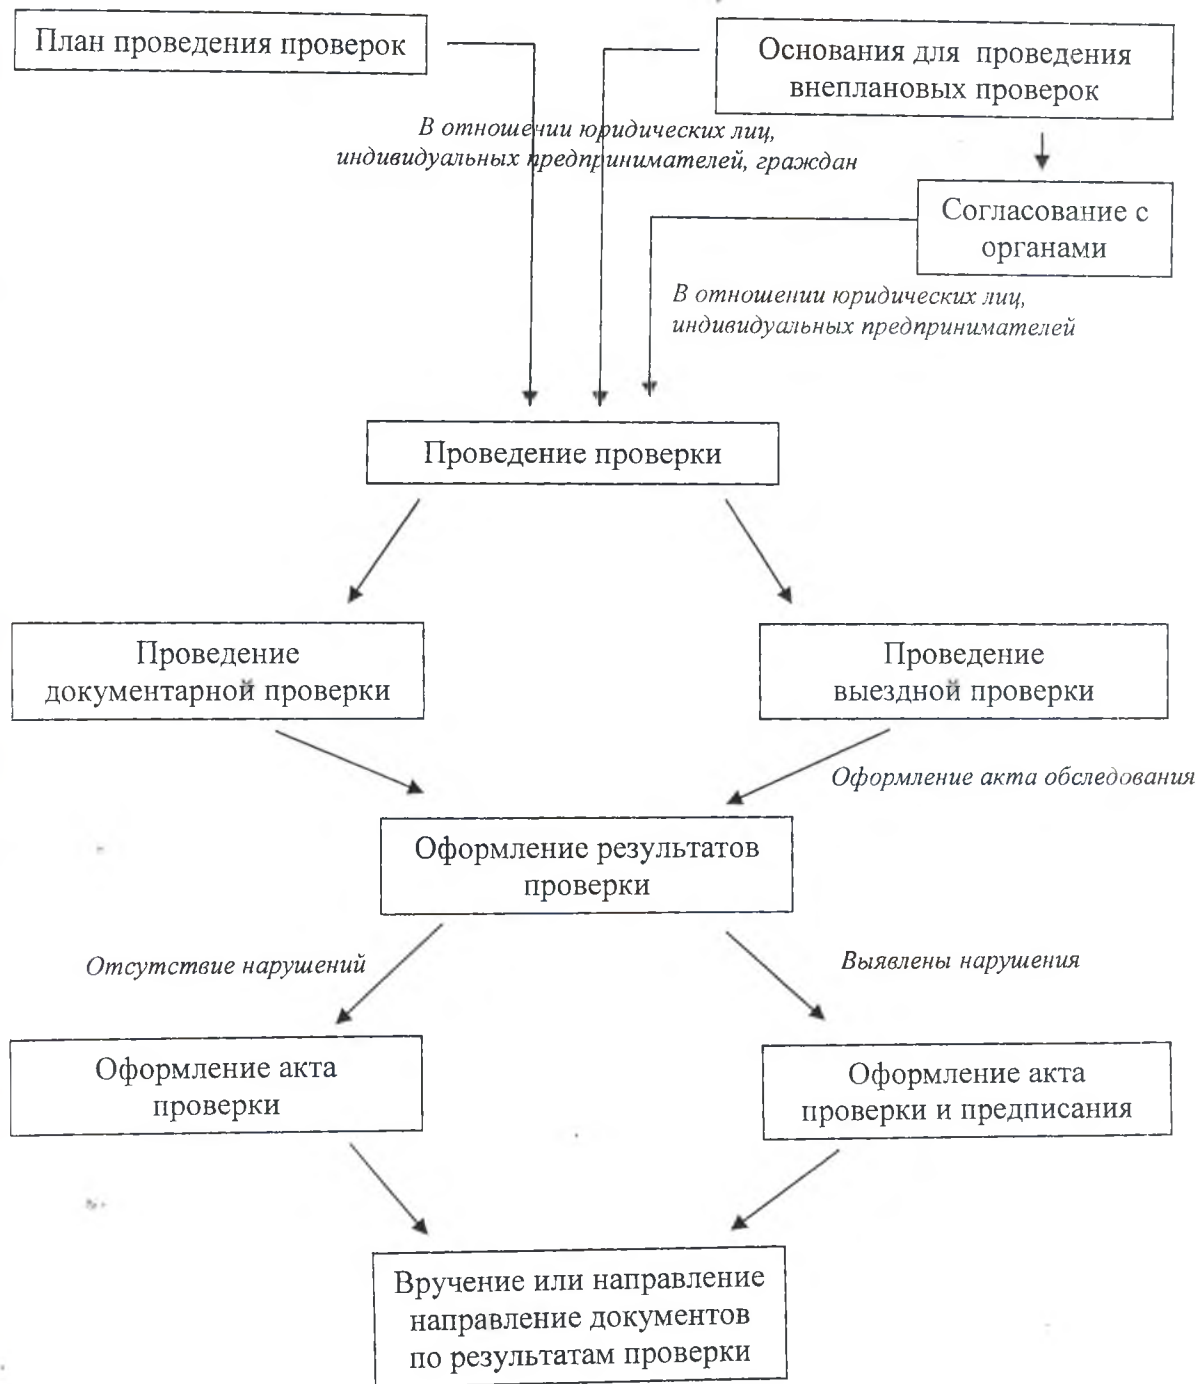 План проведения проверок
Основания для проведения
внеплановых проверок
В отношении юридических лиц,
индивидуальных предпринимателей, граждан
Согласование с
органами
В отношении юридических лиц,
индивидуальных предпринимателей
Проведение проверки
Проведение
документарной проверки
Проведение
выездной проверки
Оформление акта обследования
Оформление результатов
проверки
Отсутствие нарушений
Выявлены нарушения
Оформление акта
проверки
Оформление акта
проверки и предписания
Вручение или направление
направление документов
по результатам проверки